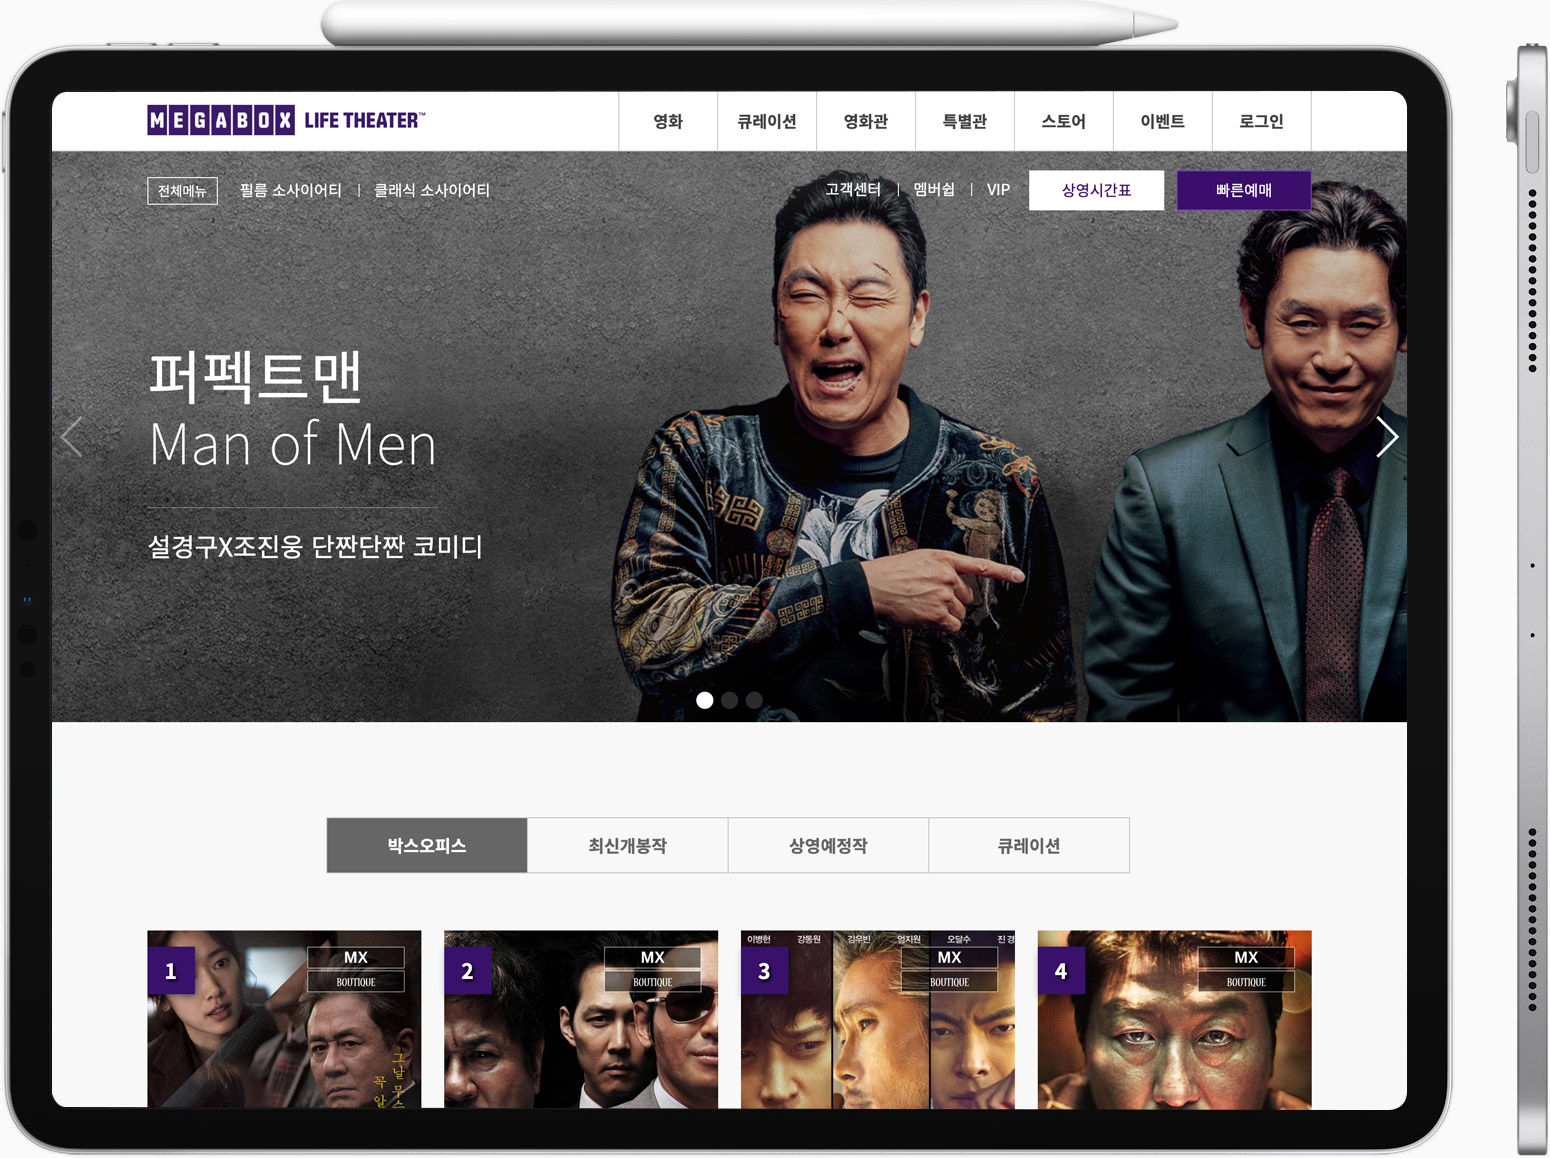 MEGABOX LIFE THEATER™
영화 큐레이션 영화관 특별관 스토어 이벤트 로그인
전체메뉴 필름 소사이어티 | 클래식 소사이어티
고객센터 | 멤버쉽 | VIP 상영시간표 빠른예매
퍼펙트맨
Man of Men
설경구X조진웅 단짠단짠 코미디
박스오피스 최신개봉작 상영예정작 큐레이션
1 MX
BOUTIQUE
그날 무스
꼭 알
2 MX
BOUTIQUE
이병헌 강동원 김우빈 엄지원 오달수 진 경
3 MX
BOUTIQUE
4 MX
BOUTIQUE